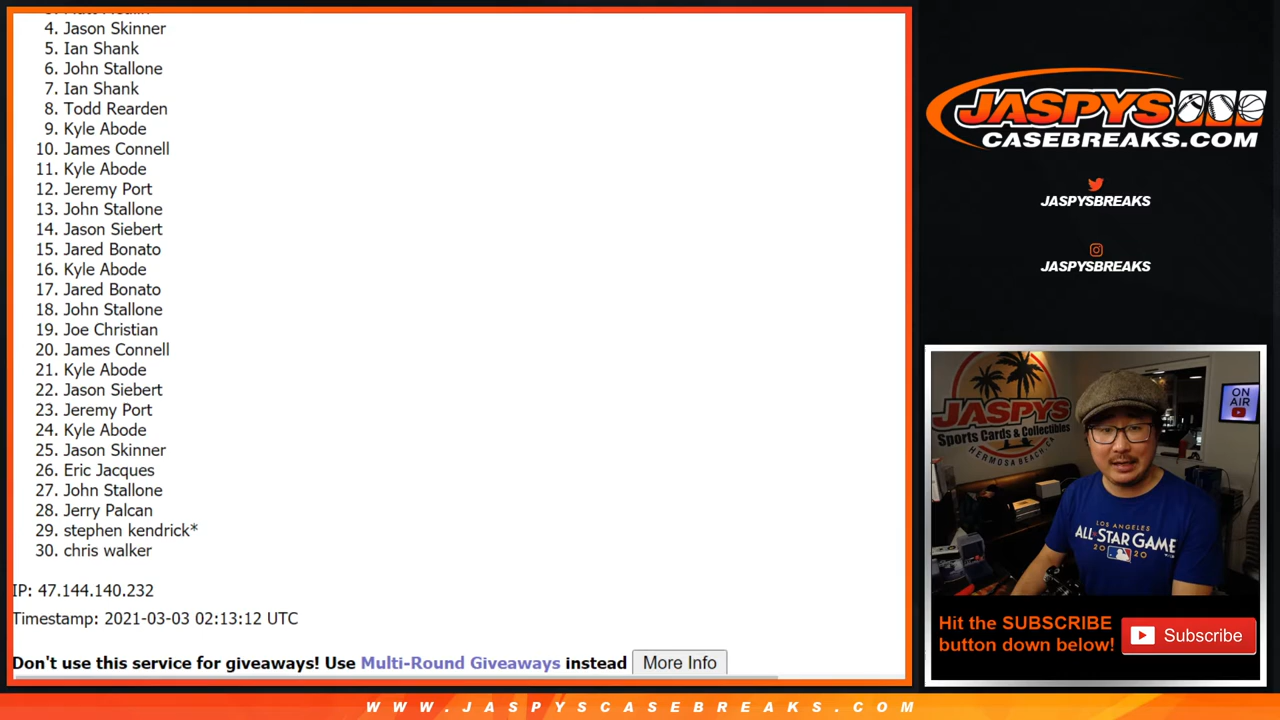 4. Jason Skinner
5. Ian Shank
6. John Stallone
7. Ian Shank
8. Todd Rearden
9. Kyle Abode
10. James Connell
11. Kyle Abode
12. Jeremy Port
13. John Stallone
14. Jason Siebert
15. Jared Bonato
16. Kyle Abode
17. Jared Bonato
18. John Stallone
19. Joe Christian
20. James Connell
21. Kyle Abode
22. Jason Siebert
23. Jeremy Port
24. Kyle Abode
25. Jason Skinner
26. Eric Jacques
27. John Stallone
28. Jerry Palcan
29. stephen kendrick*
30. chris walker
IP: 47.144.140.232
Timestamp: 2021-03-03 02:13:12 UTC
Don't use this service for giveaways! Use Multi-Round Giveaways instead More Info
JASPYS
CASEBREAKS.COM
JASPYSBREAKS
JASPYSBREAKS
JASPYS
Sports Cards & Collectibles
HERMOSA BEACH, CA
ON
AIR
LOS ANGELES
ALL-STAR GAME
2020
Hit the SUBSCRIBE
button down below!
Subscribe
WWW.JASPYSCASEBREAKS.COM